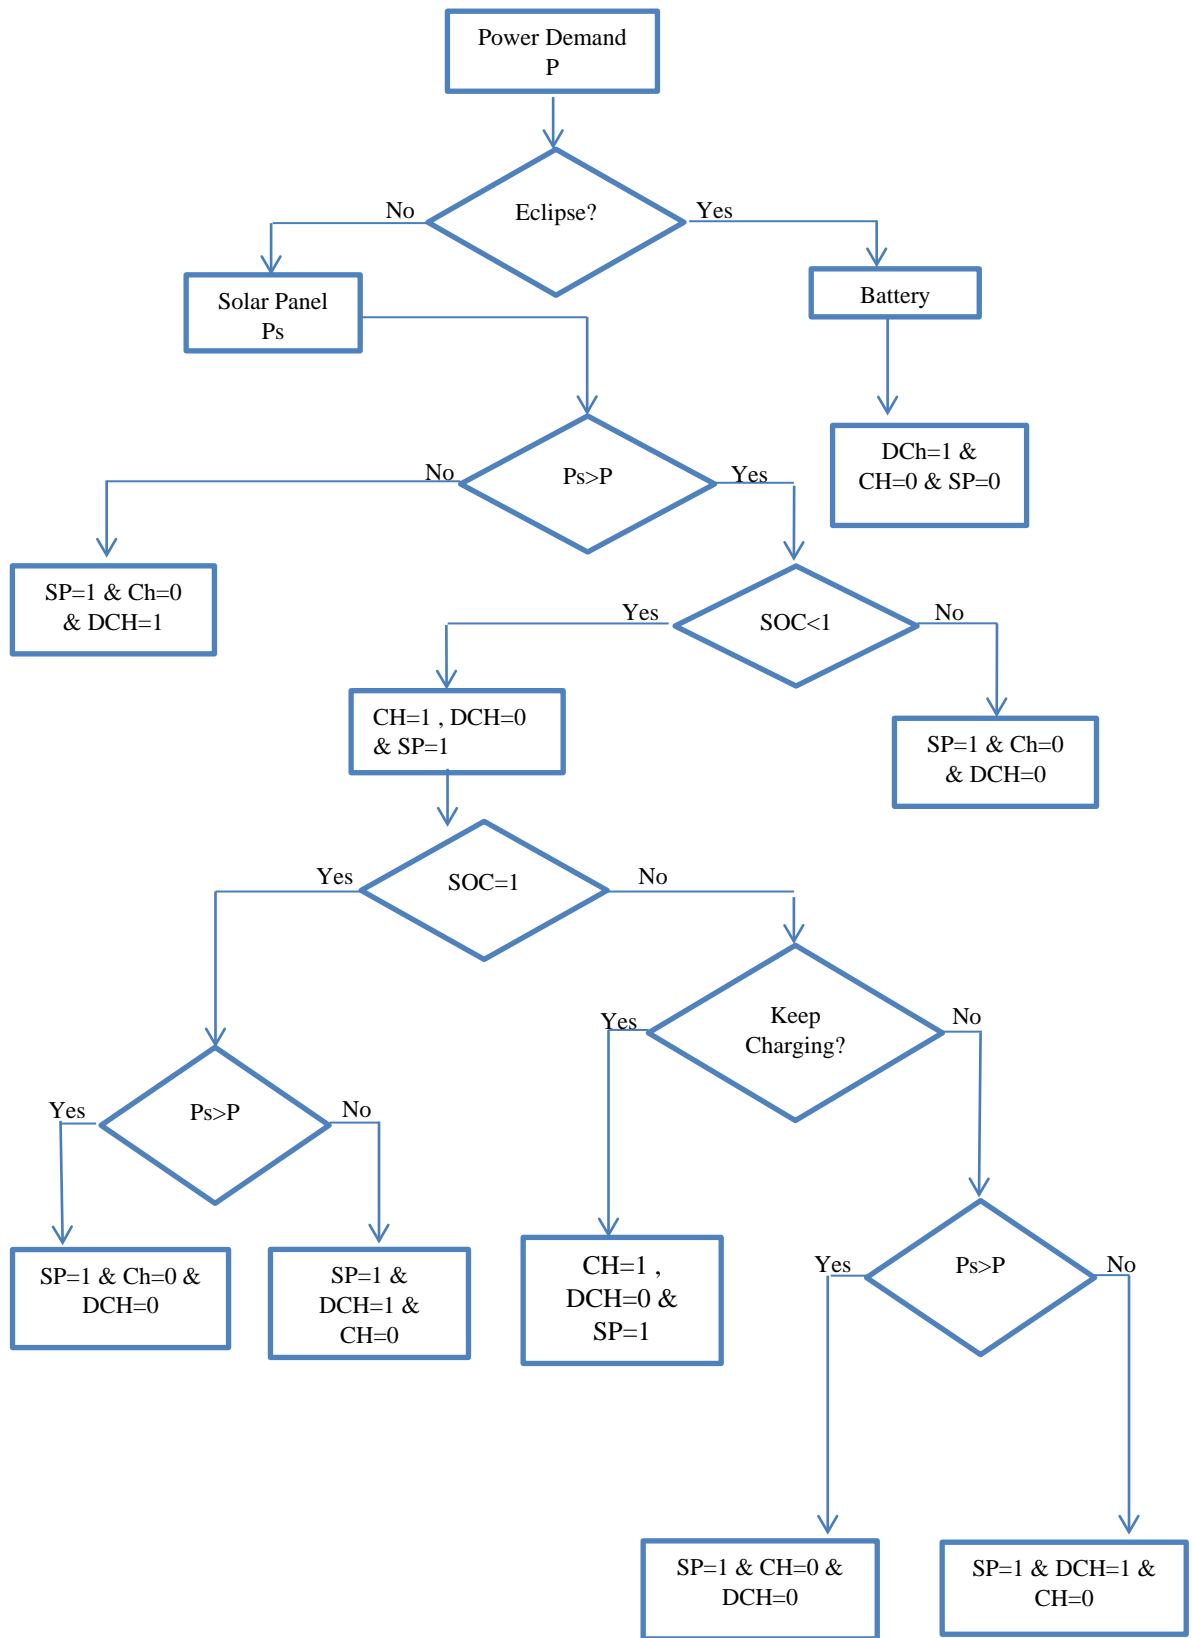 Power Demand
P
Eclipse?
No
Yes
Solar Panel
Ps
Battery
Ps>P
No
Yes
DCh=1 &
CH=0 & SP=0
SP=1 & Ch=0
& DCH=1
SOC<1
Yes
No
CH=1 , DCH=0
& SP=1
SP=1 & Ch=0
& DCH=0
SOC=1
Yes
No
Keep
Charging?
Yes
No
Ps>P
Yes
No
SP=1 & Ch=0 &
DCH=0
SP=1 &
DCH=1 &
CH=0
CH=1 ,
DCH=0 &
SP=1
Ps>P
Yes
No
SP=1 & CH=0 &
DCH=0
SP=1 & DCH=1 &
CH=0